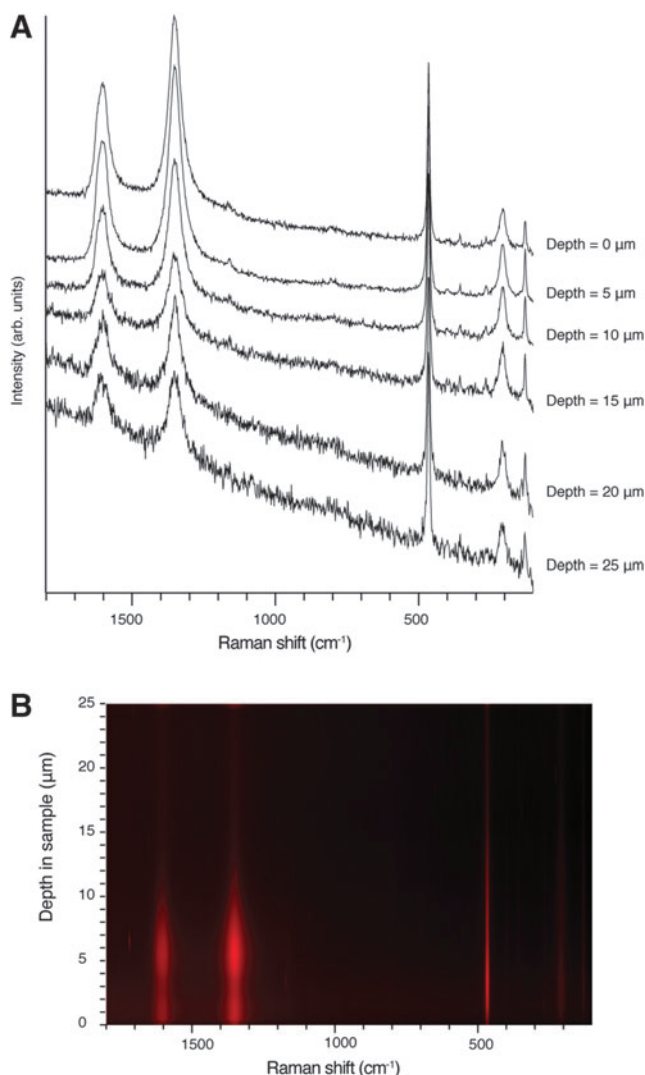 A
Intensity (arb. units)
Depth = 0 µm
Depth = 5 µm
Depth = 10 µm
Depth = 15 µm
Depth = 20 µm
Depth = 25 µm
1500 1000 500
Raman shift (cm⁻¹)
B
Depth in sample (µm)
25
20
15
10
5
0
1500 1000 500
Raman shift (cm⁻¹)